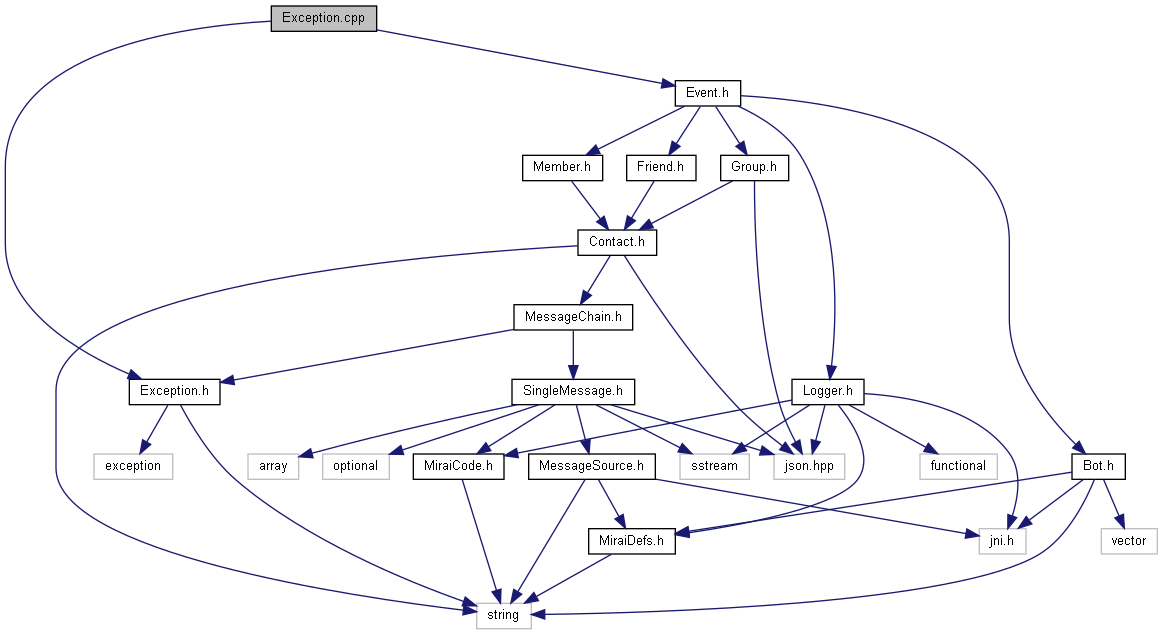 Exception.cpp
Event.h
Member.h
Friend.h
Group.h
Contact.h
MessageChain.h
Exception.h
SingleMessage.h
Logger.h
exception
array
optional
MiraiCode.h
MessageSource.h
sstream
json.hpp
functional
Bot.h
MiraiDefs.h
jni.h
vector
string